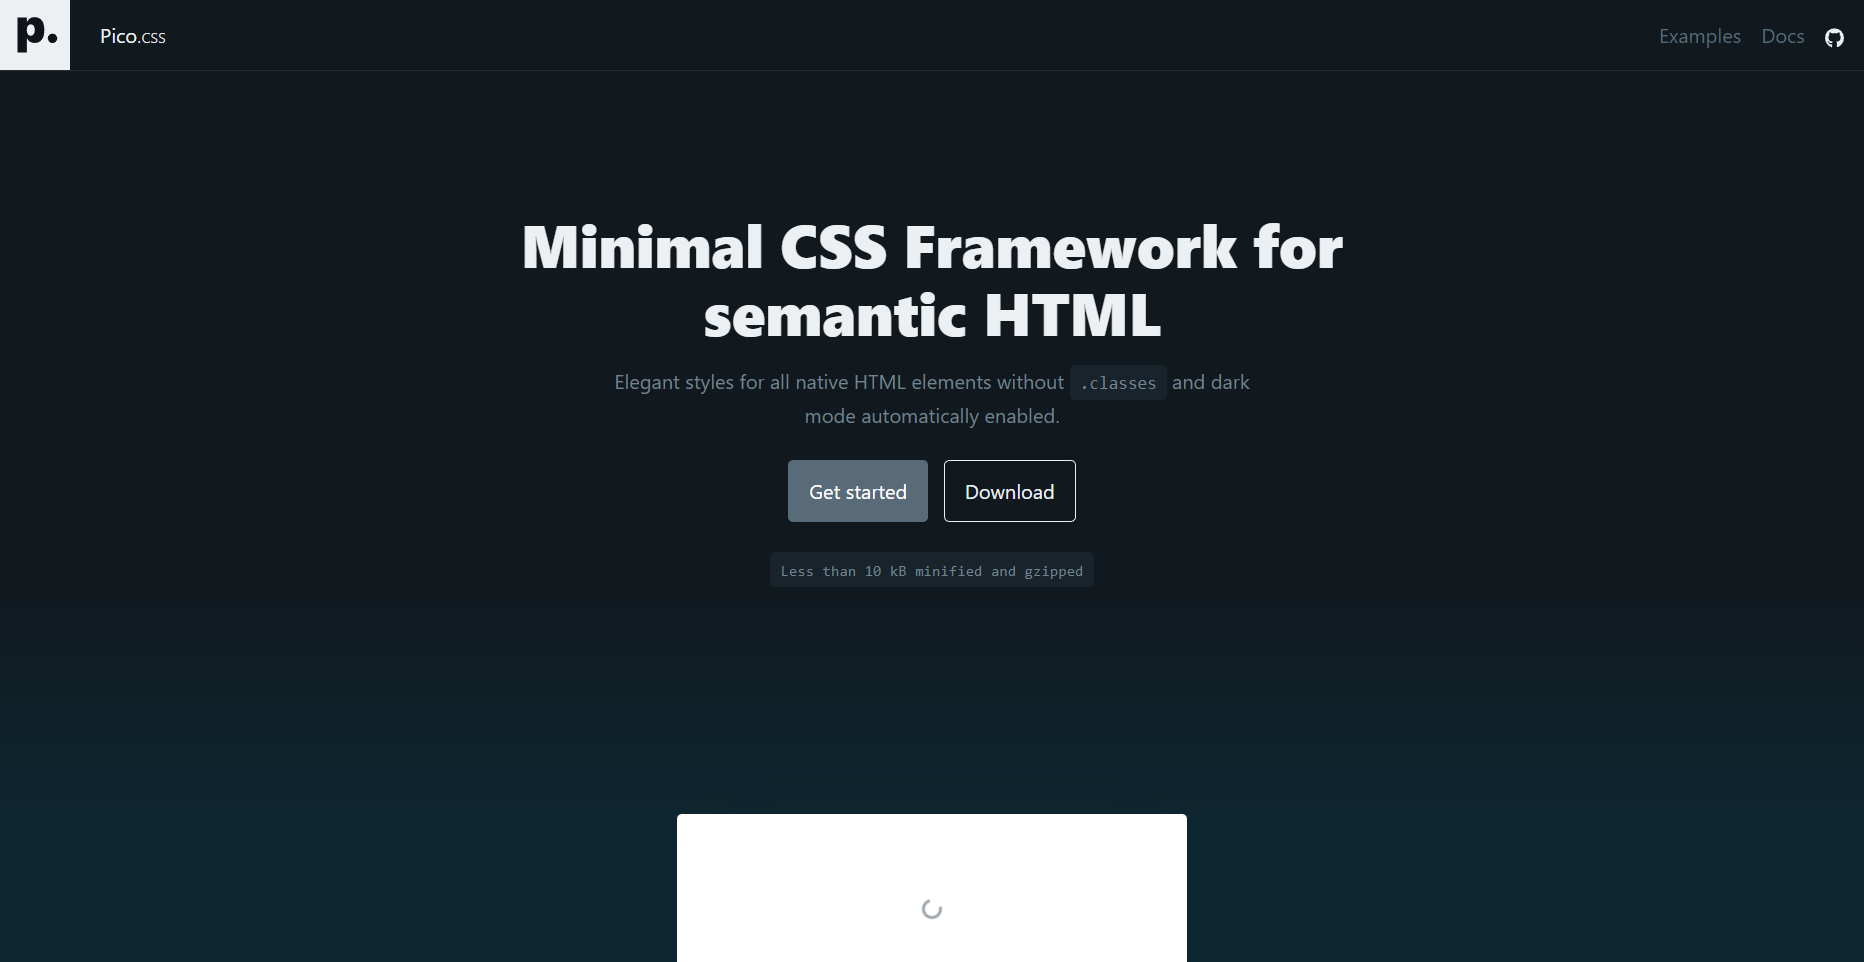 p.
Pico.css
Examples
Docs
Minimal CSS Framework for
semantic HTML
Elegant styles for all native HTML elements without .classes and dark
mode automatically enabled.
Get started
Download
Less than 10 kB minified and gzipped